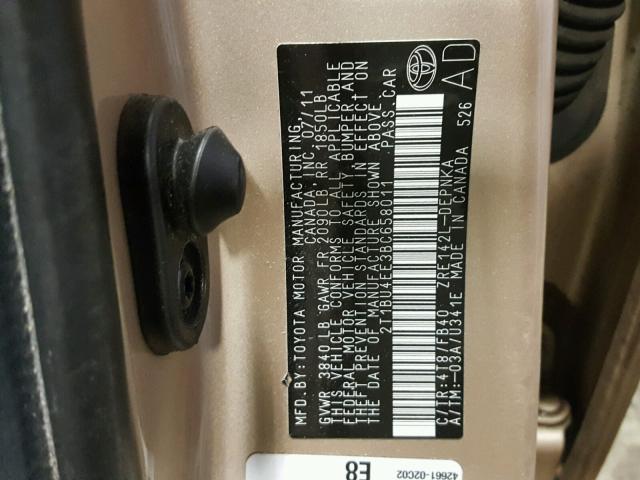 MFD. BY: TOYOTA MOTOR MANUFACTURING
CANADA, INC. 07/11
GVWR 3840LB GAWR FR 2090LB RR 1850LB
THIS VEHICLE CONFORMS TO ALL APPLICABLE
FEDERAL MOTOR VEHICLE SAFETY, BUMPER AND
THEFT PREVENTION STANDARDS IN EFFECT ON
THE DATE OF MANUFACTURE SHOWN ABOVE.
2T1BU4EE3BC658011 PASS. CAR
C/TR: 4T8/FB40 ZRE142L-DEPNKA
A/TM: -03A/U341E MADE IN CANADA 526
AD
42661-02C02
E8